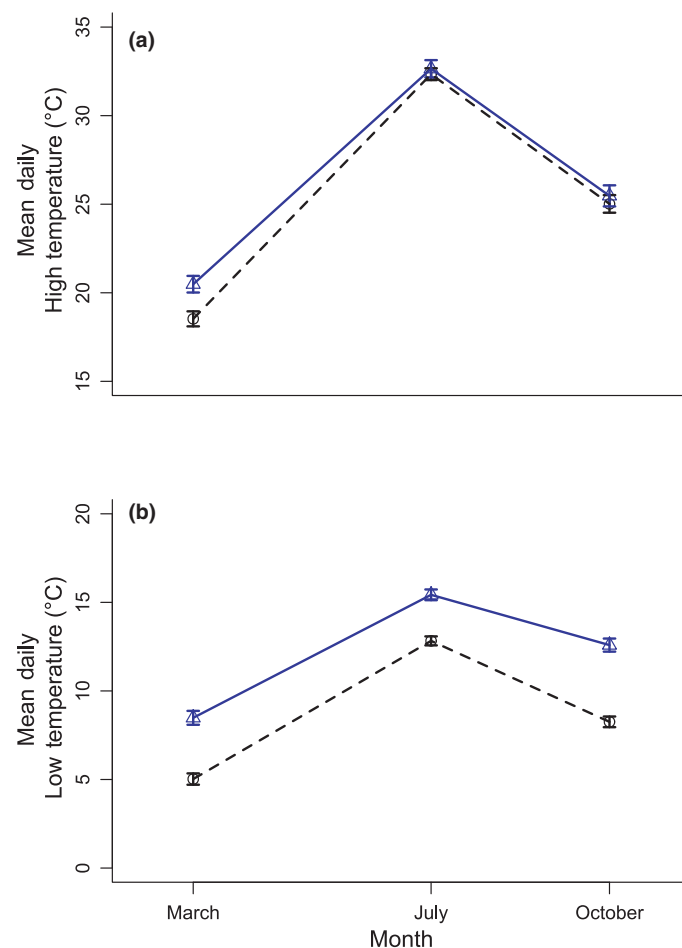 (a)
35
30
25
20
15
Mean daily
High temperature (°C)
(b)
20
15
10
5
0
Mean daily
Low temperature (°C)
March July October
Month